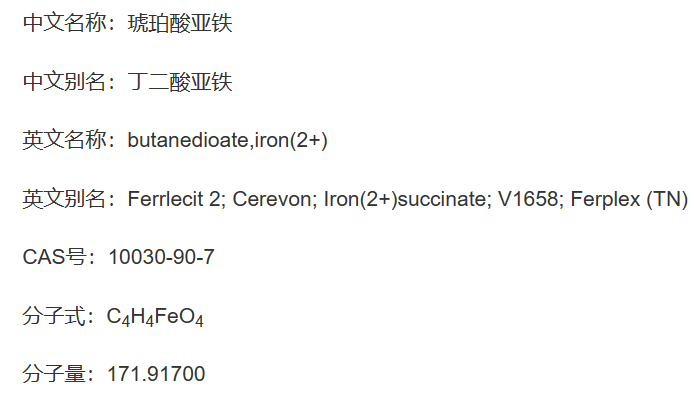 中文名称：琥珀酸亚铁
中文别名：丁二酸亚铁
英文名称：butanedioate,iron(2+)
英文别名：Ferrlecit 2; Cerevon; Iron(2+)succinate; V1658; Ferplex (TN)
CAS号：10030-90-7
分子式：C₄H₄FeO₄
分子量：171.91700